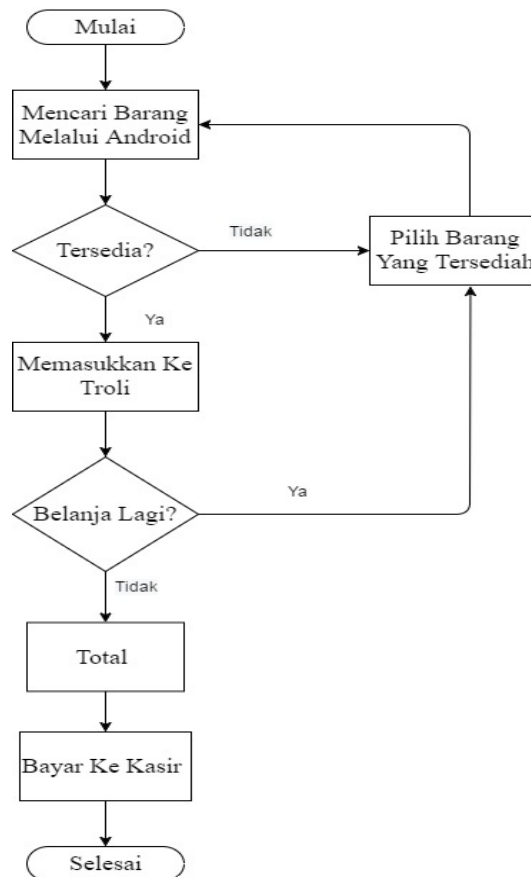 Mulai
Mencari Barang
Melalui Android
Tersedia?
Tidak
Pilih Barang
Yang Tersediah
Ya
Memasukkan Ke
Troli
Belanja Lagi?
Ya
Tidak
Total
Bayar Ke Kasir
Selesai